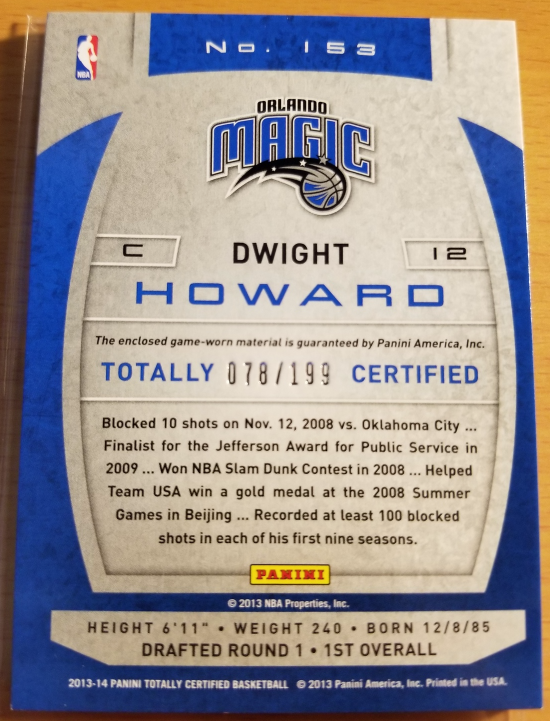 No. 153
NBA
ORLANDO
MAGIC
C
DWIGHT
12
HOWARD
The enclosed game-worn material is guaranteed by Panini America, Inc.
TOTALLY 078/199 CERTIFIED
Blocked 10 shots on Nov. 12, 2008 vs. Oklahoma City ...
Finalist for the Jefferson Award for Public Service in
2009 ... Won NBA Slam Dunk Contest in 2008 ... Helped
Team USA win a gold medal at the 2008 Summer
Games in Beijing ... Recorded at least 100 blocked
shots in each of his first nine seasons.
PANINI
© 2013 NBA Properties, Inc.
HEIGHT 6'11" • WEIGHT 240 • BORN 12/8/85
DRAFTED ROUND 1 • 1ST OVERALL
2013-14 PANINI TOTALLY CERTIFIED BASKETBALL © 2013 Panini America, Inc. Printed in the USA.